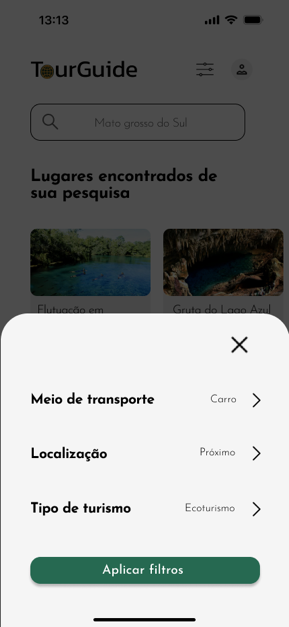 13:13
TourGuide
Mato grosso do Sul
Lugares encontrados de
sua pesquisa
Flutuação em
Gruta do Lago Azul
Meio de transporte
Carro
Localização
Próximo
Tipo de turismo
Ecoturismo
Aplicar filtros